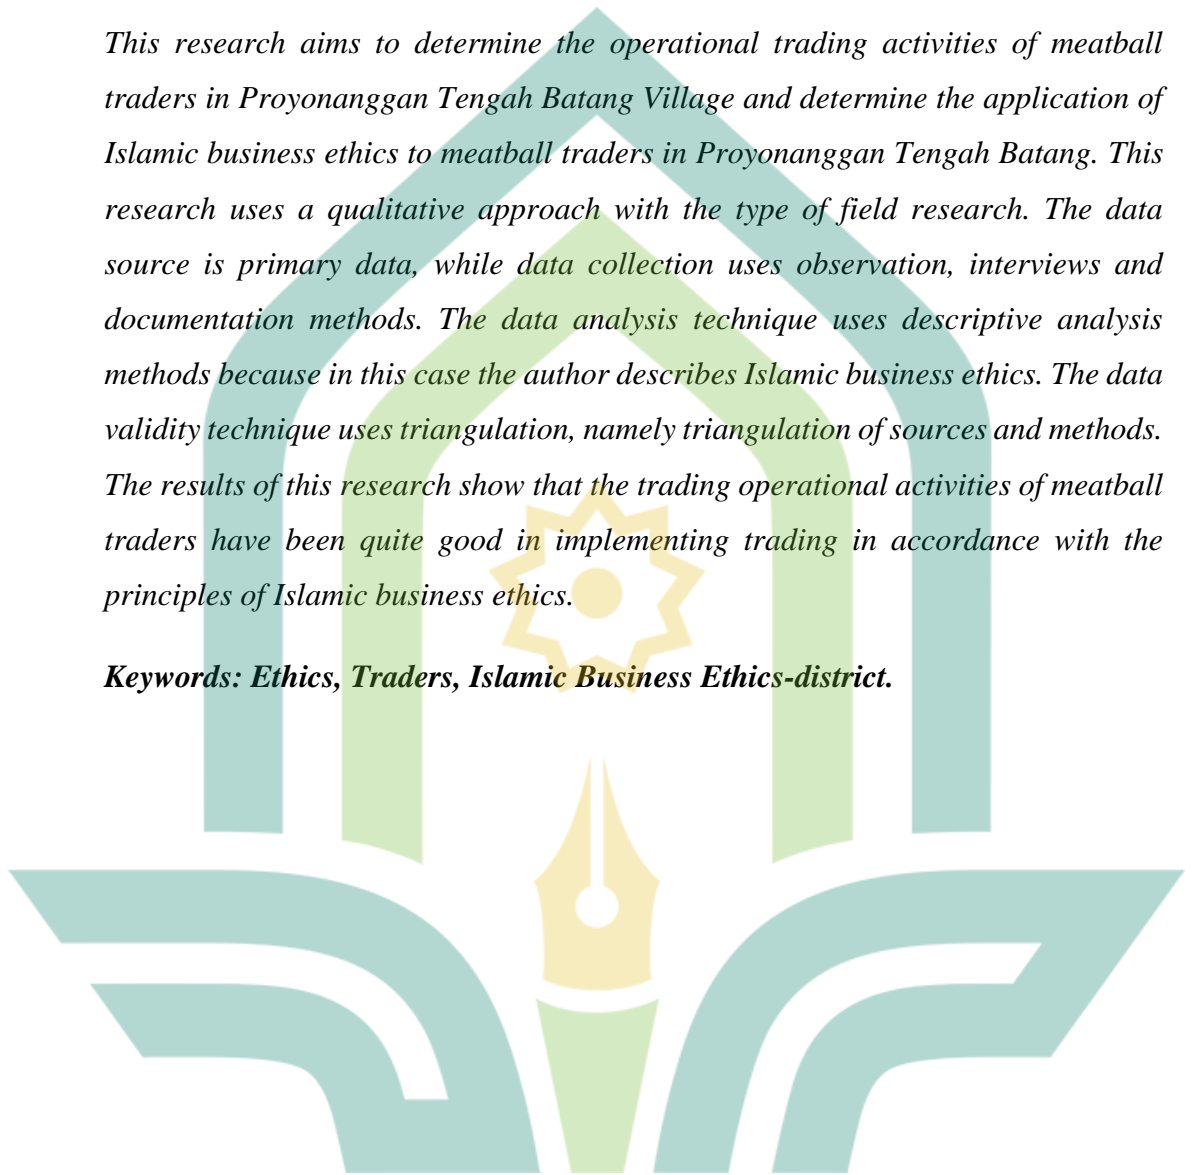 This research aims to determine the operational trading activities of meatball
traders in Proyonanggan Tengah Batang Village and determine the application of
Islamic business ethics to meatball traders in Proyonanggan Tengah Batang. This
research uses a qualitative approach with the type of field research. The data
source is primary data, while data collection uses observation, interviews and
documentation methods. The data analysis technique uses descriptive analysis
methods because in this case the author describes Islamic business ethics. The data
validity technique uses triangulation, namely triangulation of sources and methods.
The results of this research show that the trading operational activities of meatball
traders have been quite good in implementing trading in accordance with the
principles of Islamic business ethics.
Keywords: Ethics, Traders, Islamic Business Ethics-district.